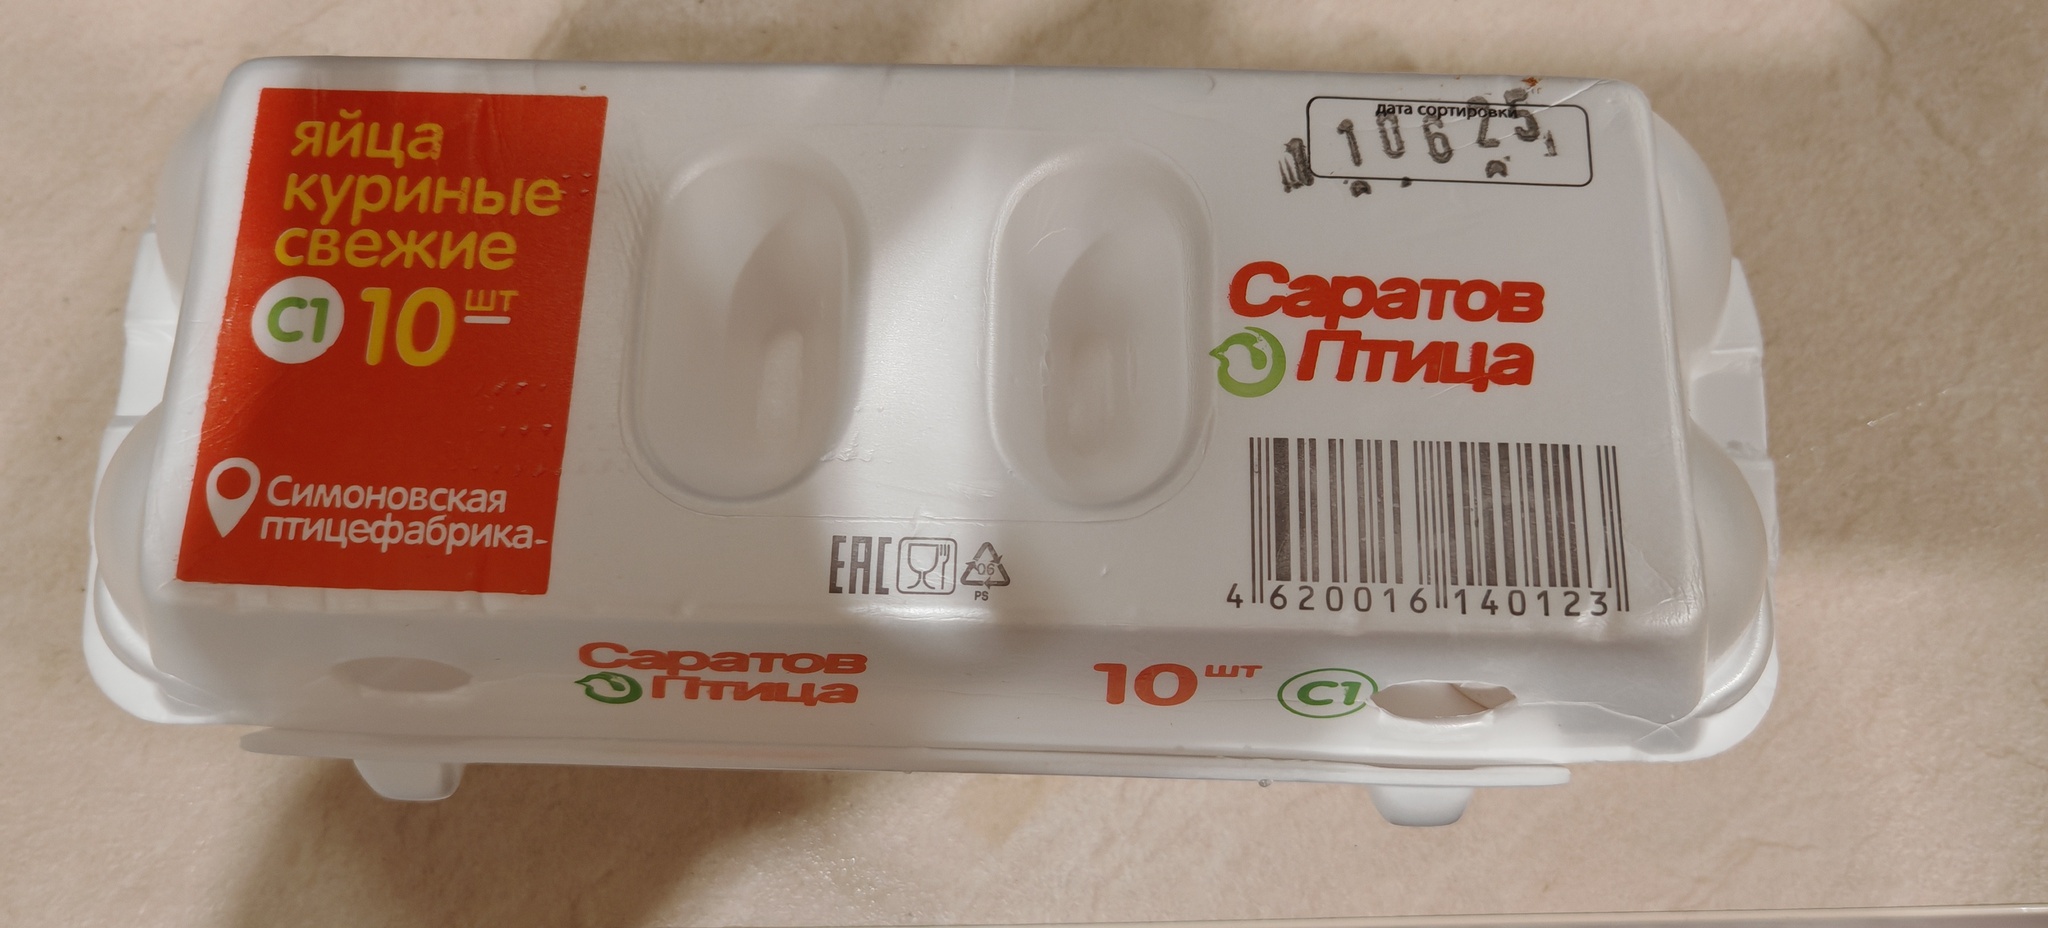 яйца
куриные
свежие
С1 10 шт
Симоновская
птицефабрика
дата сортировки
10625
Саратов
Птица
EAC
06
PS
4 620016 140123
Саратов
Птица
10 шт С1